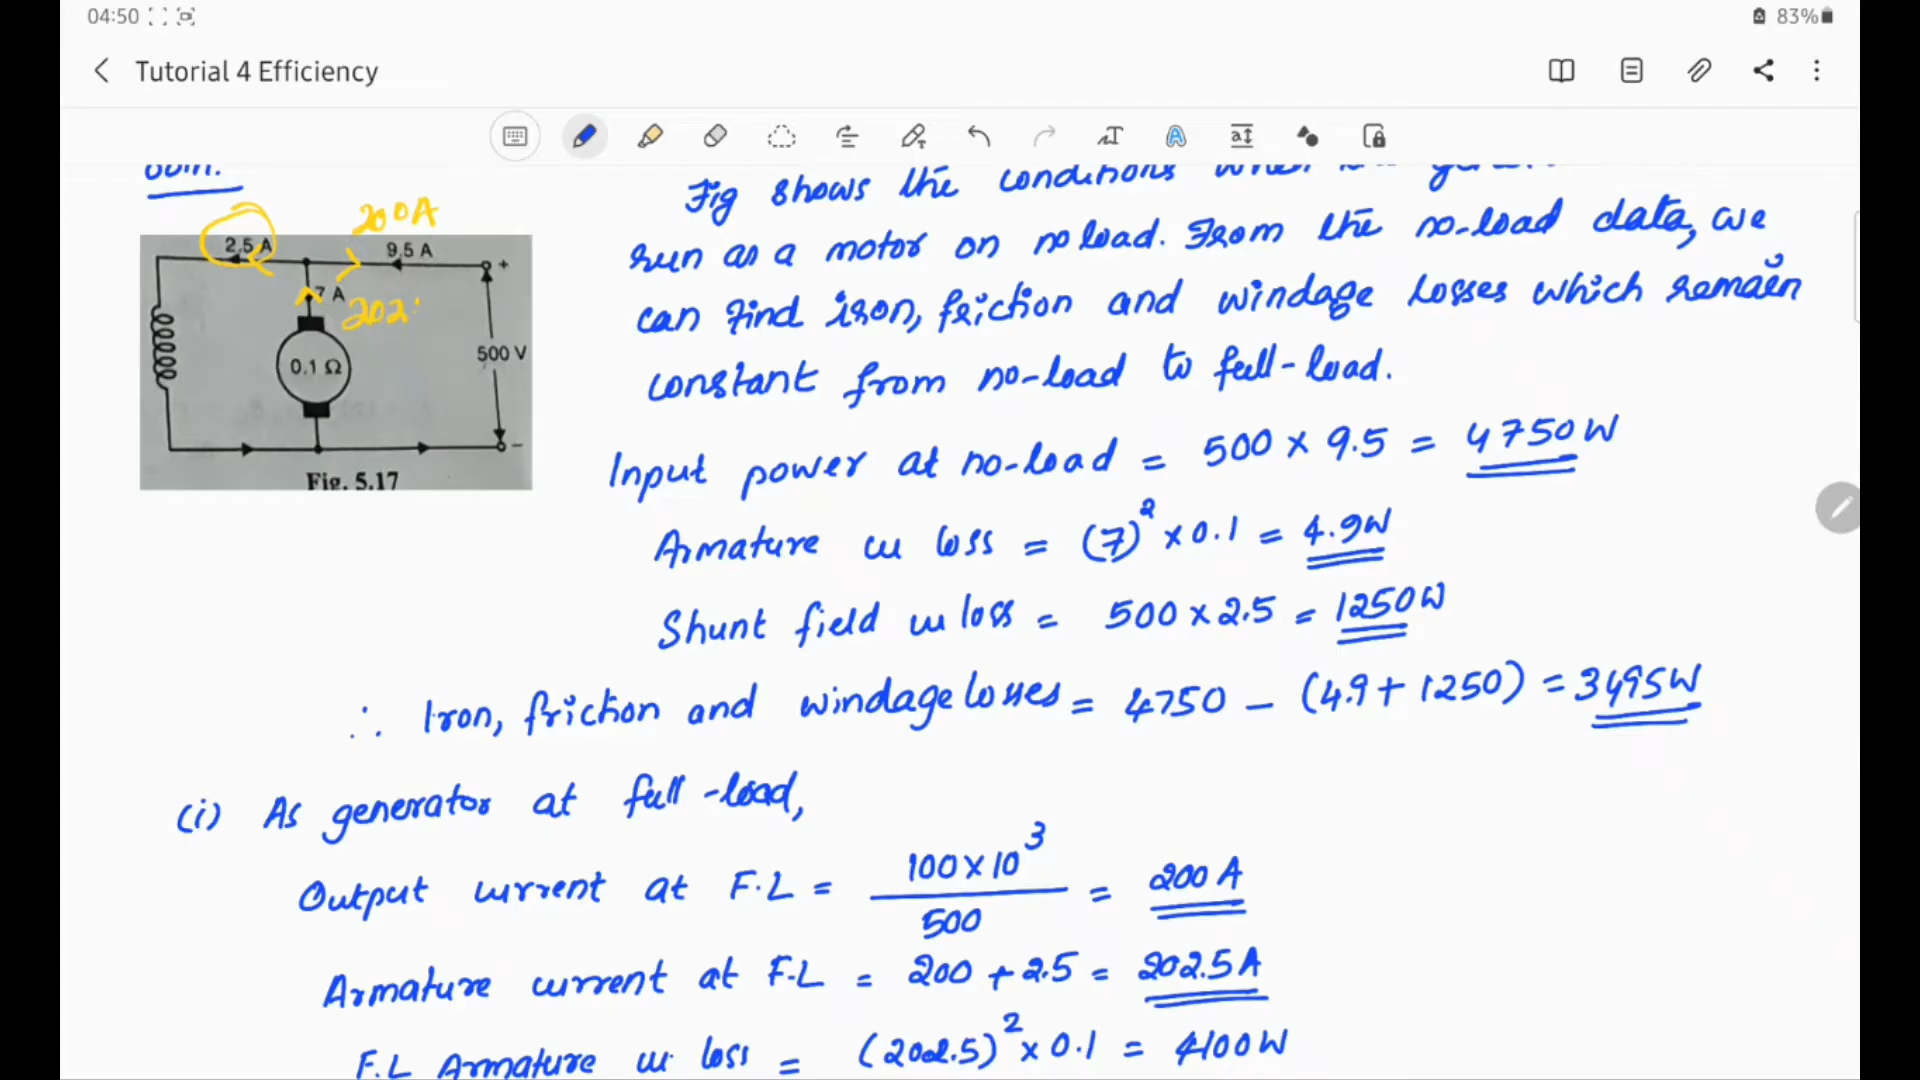 04:50
83%
Tutorial 4 Efficiency
Fig shows the conditions
run as a motor on no load. From the no-load data, we
can find iron, friction and windage losses which remain
constant from no-load to full-load.
200A
2.5 A
9.5 A
+
7 A
202
0.1 Ω
500 V
-
Fig. 5.17
Input power at no-load = 500 × 9.5 = 4750W
Armature cu loss = (7)² × 0.1 = 4.9W
Shunt field cu loss = 500 × 2.5 = 1250W
∴ Iron, friction and windage losses = 4750 - (4.9 + 1250) = 3495W
(i) As generator at full-load,
Output current at F.L = 100 × 10³ / 500 = 200 A
Armature current at F.L = 200 + 2.5 = 202.5A
F.L Armature cu loss = (202.5)² × 0.1 = 4100W